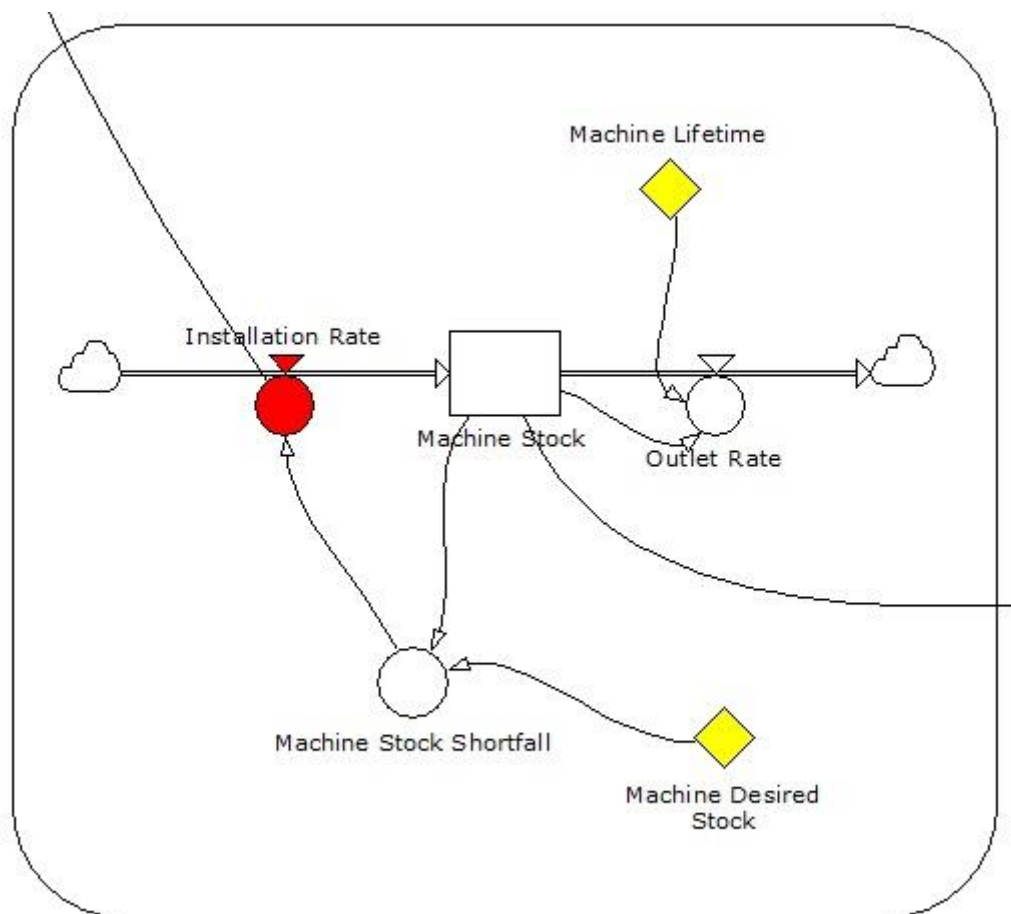 Machine Lifetime
Installation Rate
Machine Stock
Outlet Rate
Machine Stock Shortfall
Machine Desired
Stock